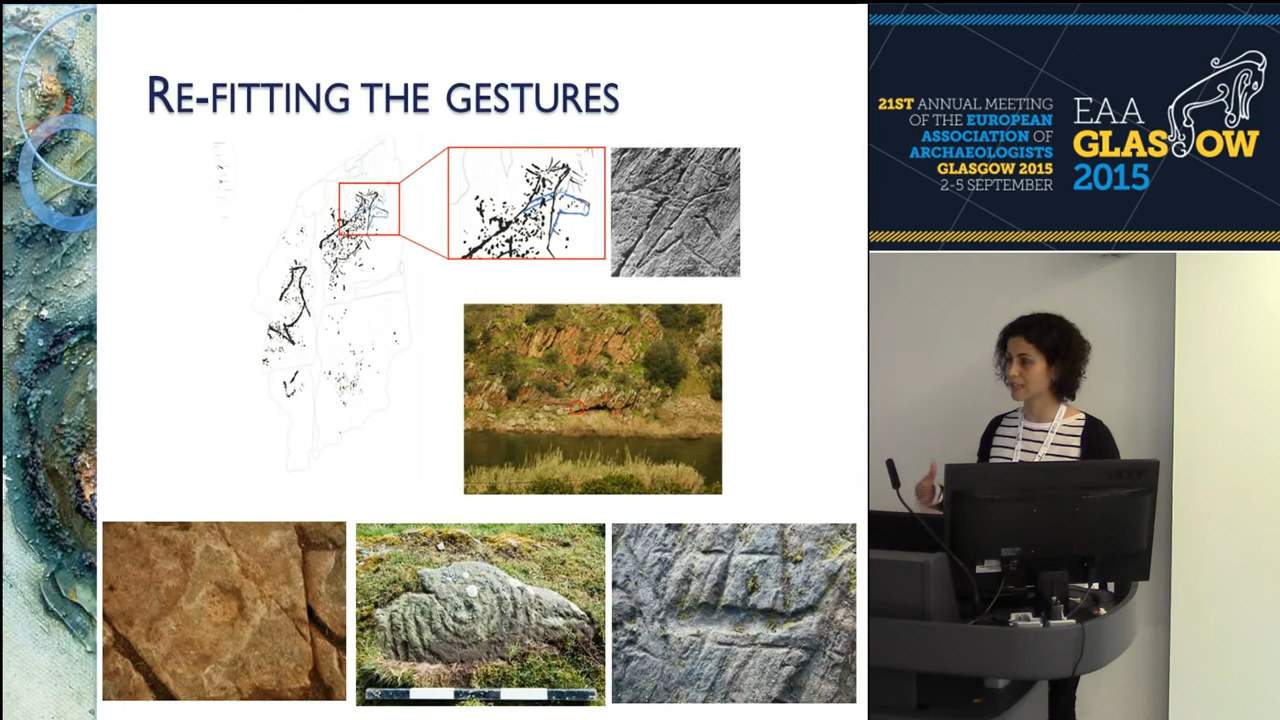 RE-FITTING THE GESTURES
21ST ANNUAL MEETING
OF THE EUROPEAN
ASSOCIATION OF
ARCHAEOLOGISTS
GLASGOW 2015
2-5 SEPTEMBER
EAA
GLASGOW
2015